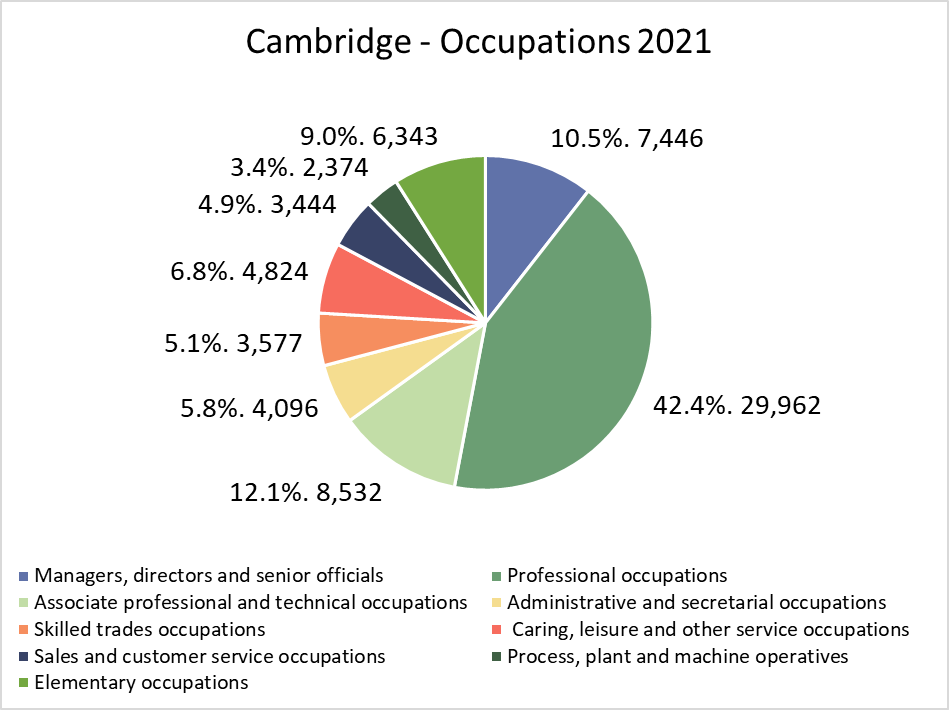 Cambridge - Occupations 2021
9.0%. 6,343
10.5%. 7,446
3.4%. 2,374
4.9%. 3,444
6.8%. 4,824
5.1%. 3,577
5.8%. 4,096
42.4%. 29,962
12.1%. 8,532
Managers, directors and senior officials
Professional occupations
Associate professional and technical occupations
Administrative and secretarial occupations
Skilled trades occupations
Caring, leisure and other service occupations
Sales and customer service occupations
Process, plant and machine operatives
Elementary occupations